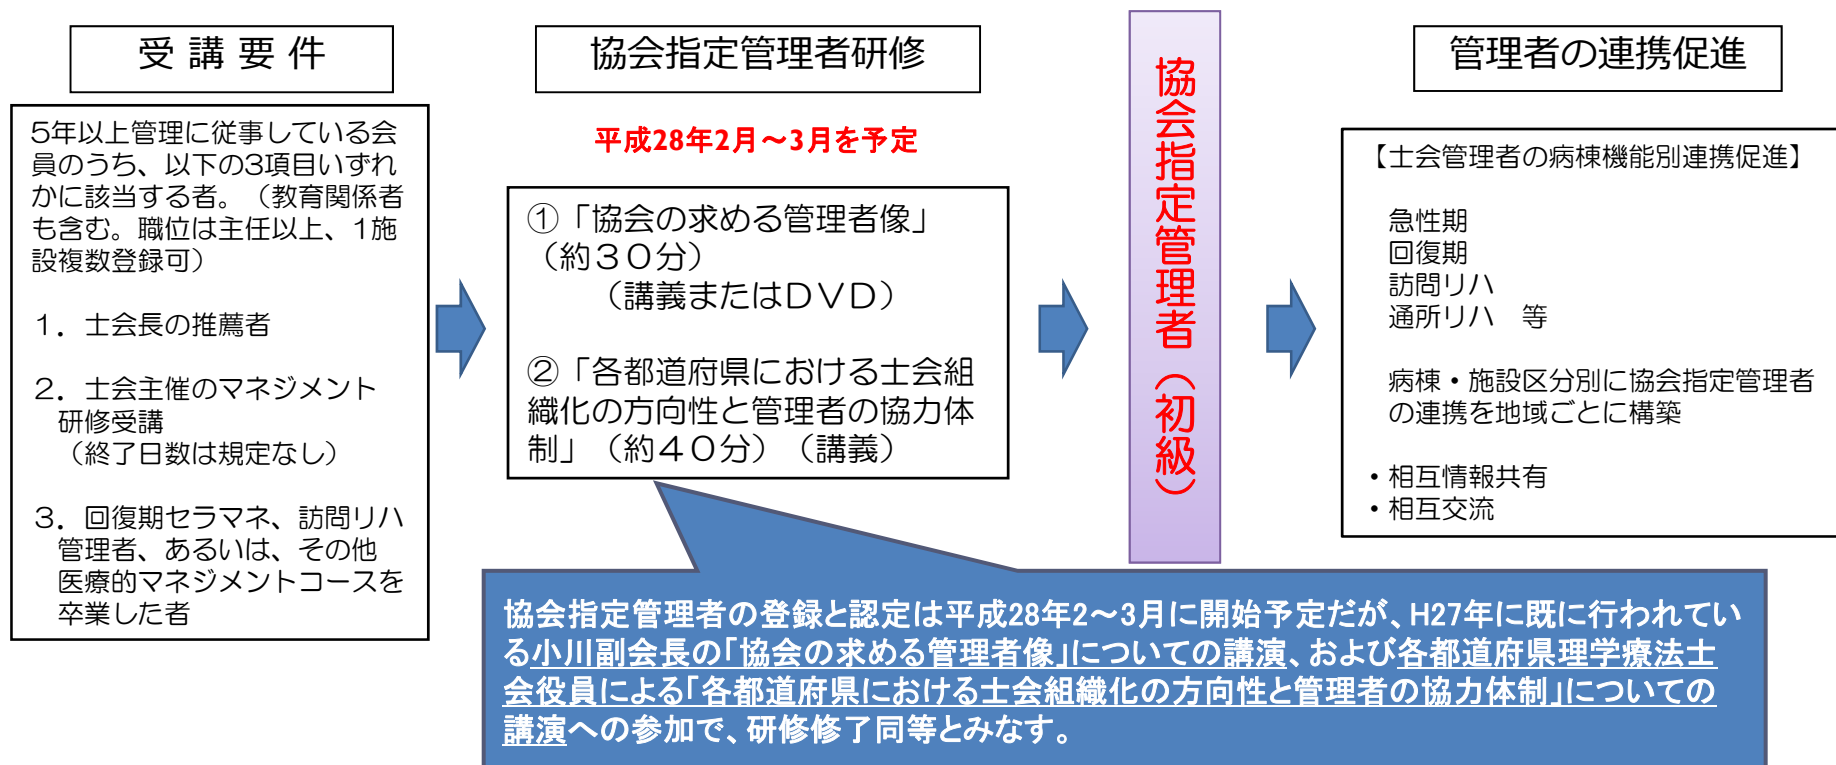 受講要件
5年以上管理に従事している会
員のうち、以下の3項目いずれ
かに該当する者。（教育関係者
も含む。職位は主任以上、1施
設複数登録可）
1．士会長の推薦者
2．士会主催のマネジメント
研修受講
（終了日数は規定なし）
3．回復期セラマネ、訪問リハ
管理者、あるいは、その他
医療的マネジメントコースを
卒業した者
協会指定管理者研修
平成28年2月～3月を予定
①「協会の求める管理者像」
（約３０分）
（講義またはＤＶＤ）
②「各都道府県における士会組
織化の方向性と管理者の協力体
制」（約４０分）（講義）
協会指定管理者（初級）
管理者の連携促進
【士会管理者の病棟機能別連携促進】
急性期
回復期
訪問リハ
通所リハ　等
病棟・施設区分別に協会指定管理者
の連携を地域ごとに構築
・相互情報共有
・相互交流
協会指定管理者の登録と認定は平成28年2～3月に開始予定だが、H27年に既に行われてい
る小川副会長の「協会の求める管理者像」についての講演、および各都道府県理学療法士
会役員による「各都道府県における士会組織化の方向性と管理者の協力体制」についての
講演への参加で、研修修了同等とみなす。